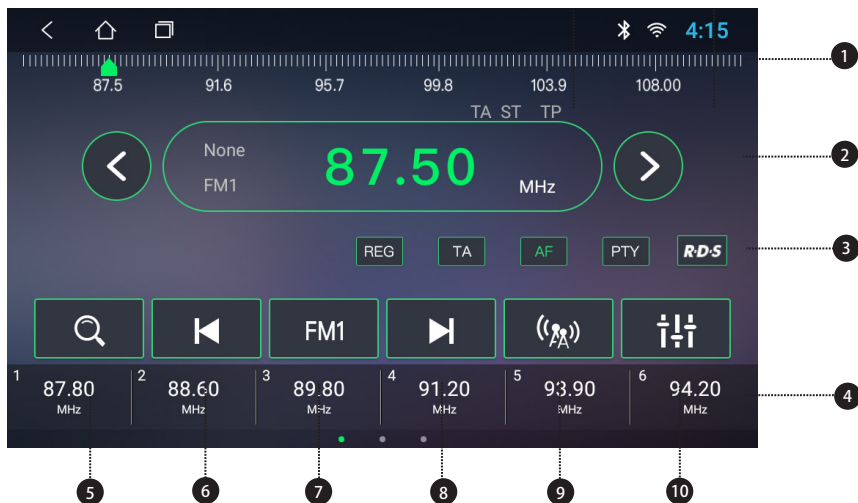 4:15
1
87.5 91.6 95.7 99.8 103.9 108.00
TA ST TP
None
FM1
87.50
MHz
2
REG TA AF PTY R·D·S
3
FM1
1 87.80 MHz
2 88.60 MHz
3 89.80 MHz
4 91.20 MHz
5 93.90 MHz
6 94.20 MHz
4
5 6 7 8 9 10